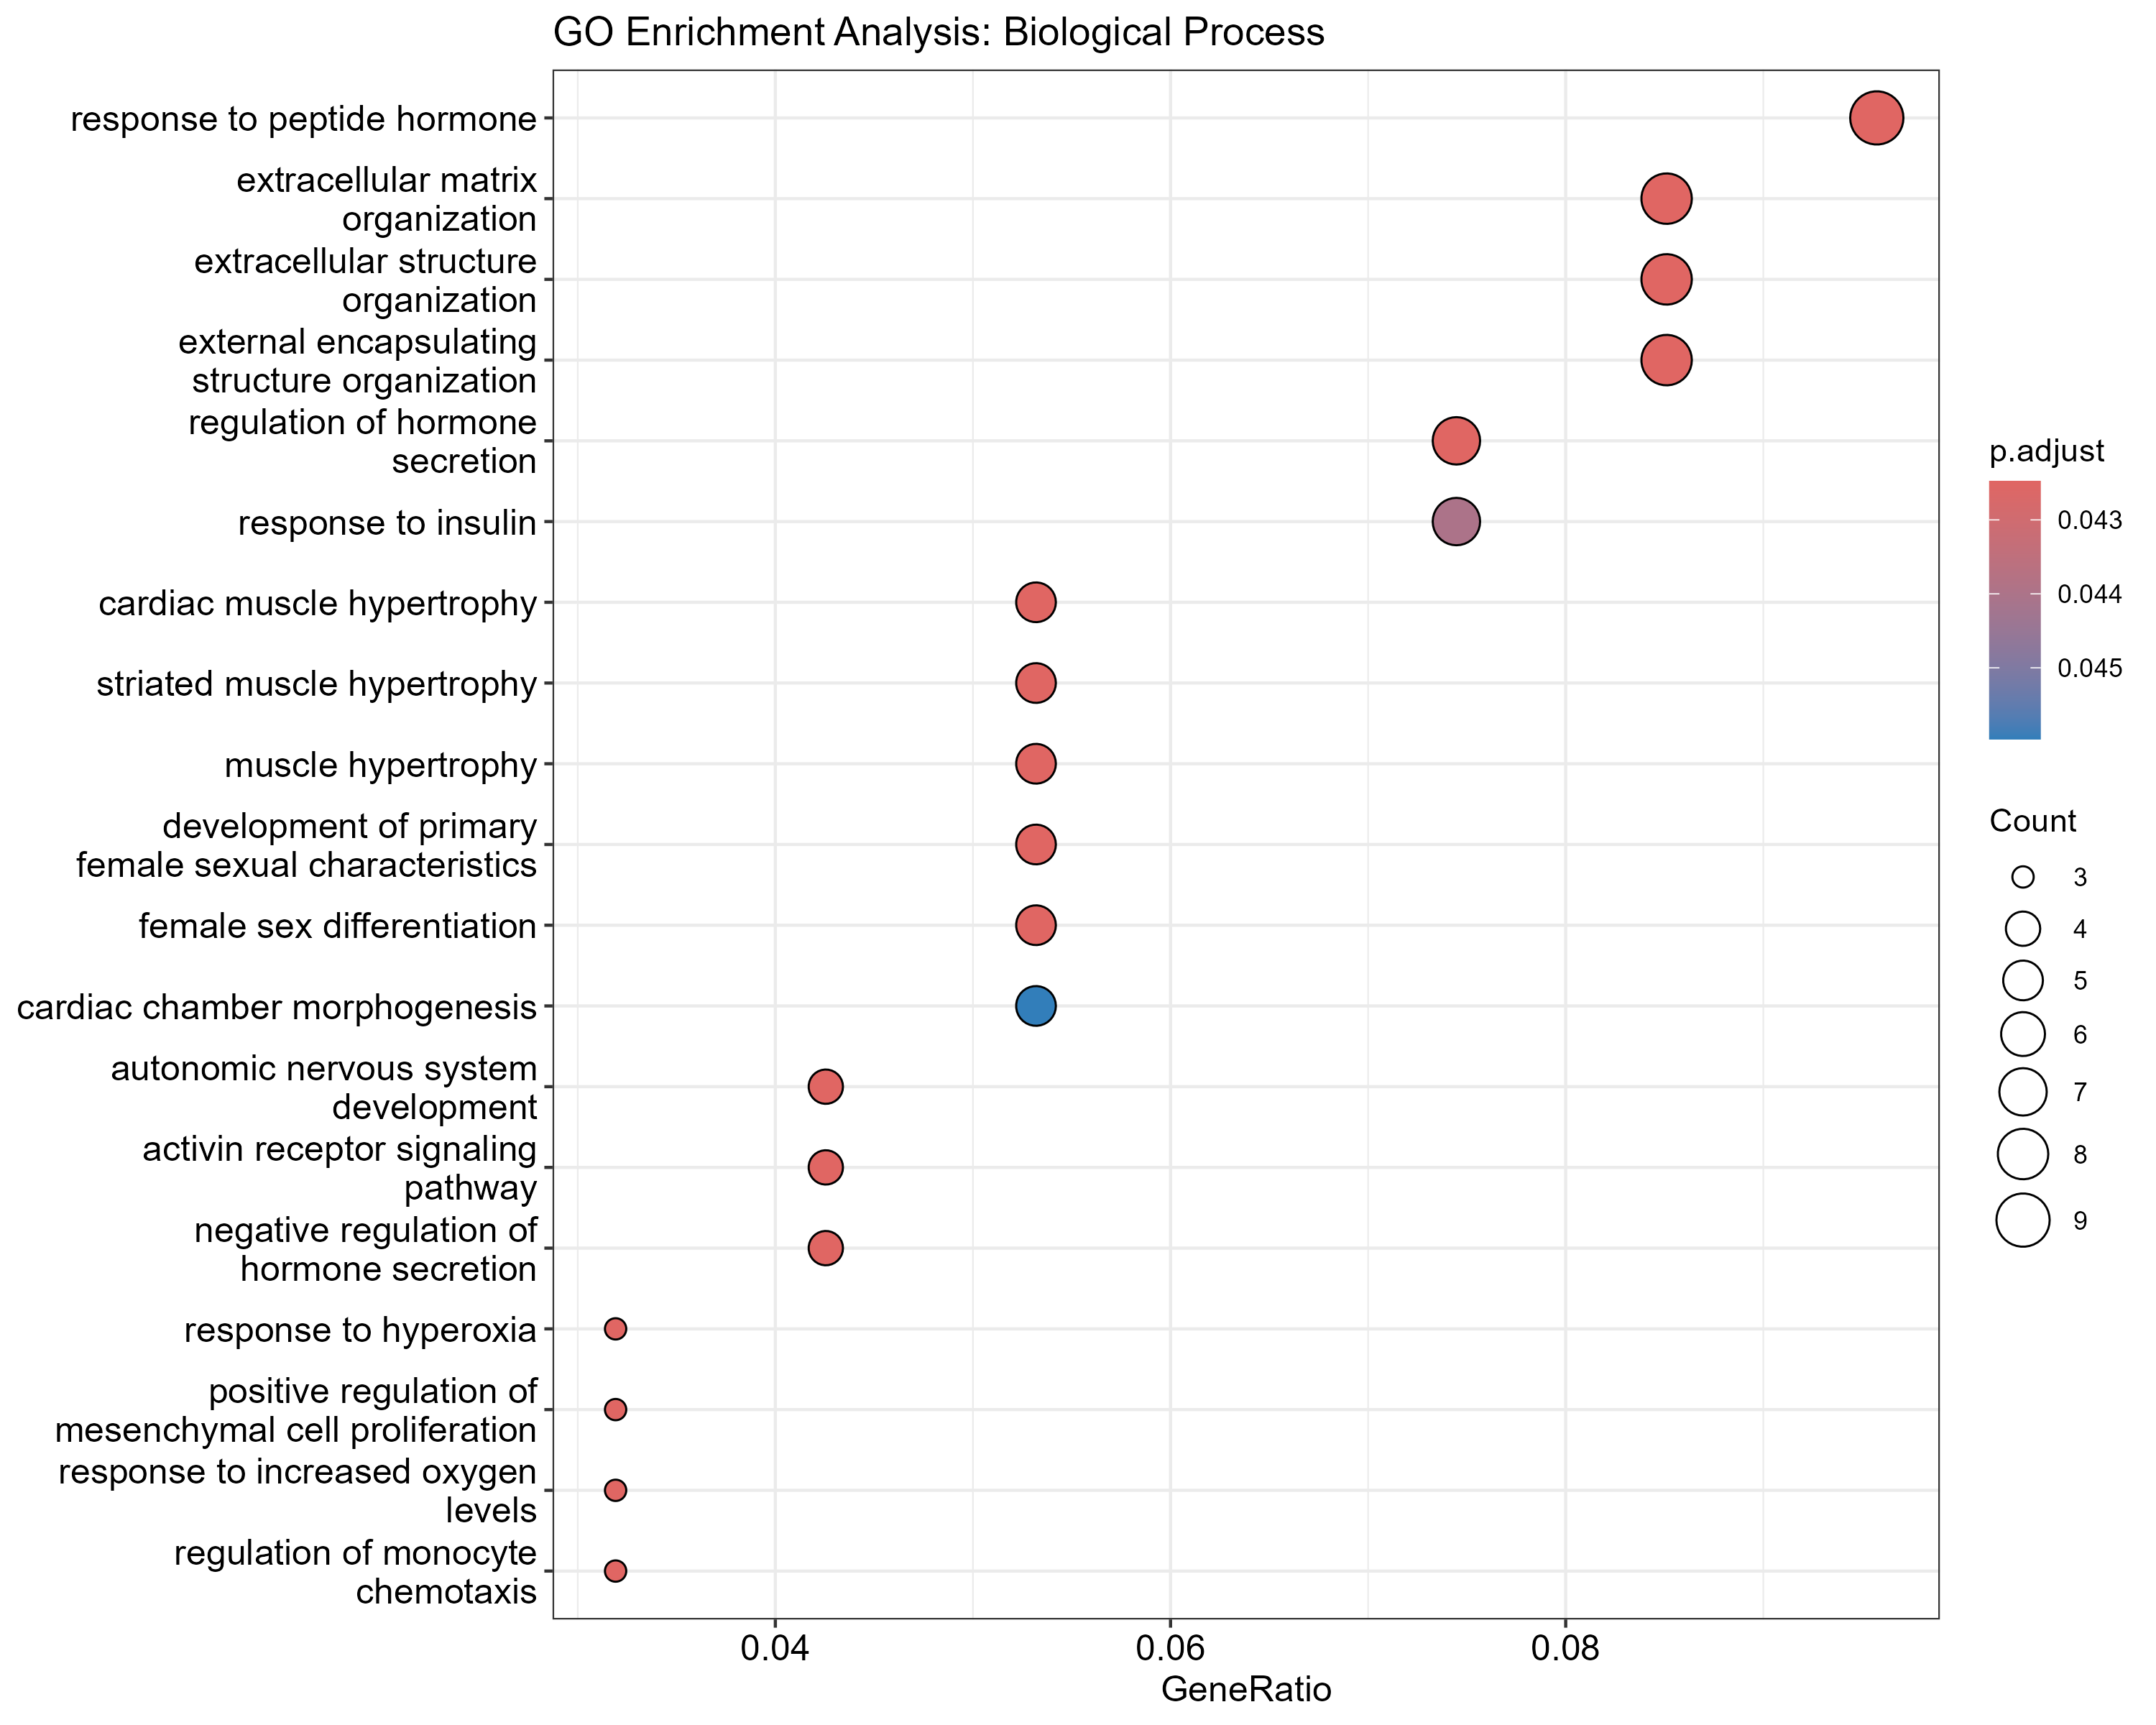 GO Enrichment Analysis: Biological Process
response to peptide hormone
extracellular matrix
organization
extracellular structure
organization
external encapsulating
structure organization
regulation of hormone
secretion
response to insulin
cardiac muscle hypertrophy
striated muscle hypertrophy
muscle hypertrophy
development of primary
female sexual characteristics
female sex differentiation
cardiac chamber morphogenesis
autonomic nervous system
development
activin receptor signaling
pathway
negative regulation of
hormone secretion
response to hyperoxia
positive regulation of
mesenchymal cell proliferation
response to increased oxygen
levels
regulation of monocyte
chemotaxis
0.04
0.06
0.08
GeneRatio
p.adjust
0.043
0.044
0.045
Count
3
4
5
6
7
8
9